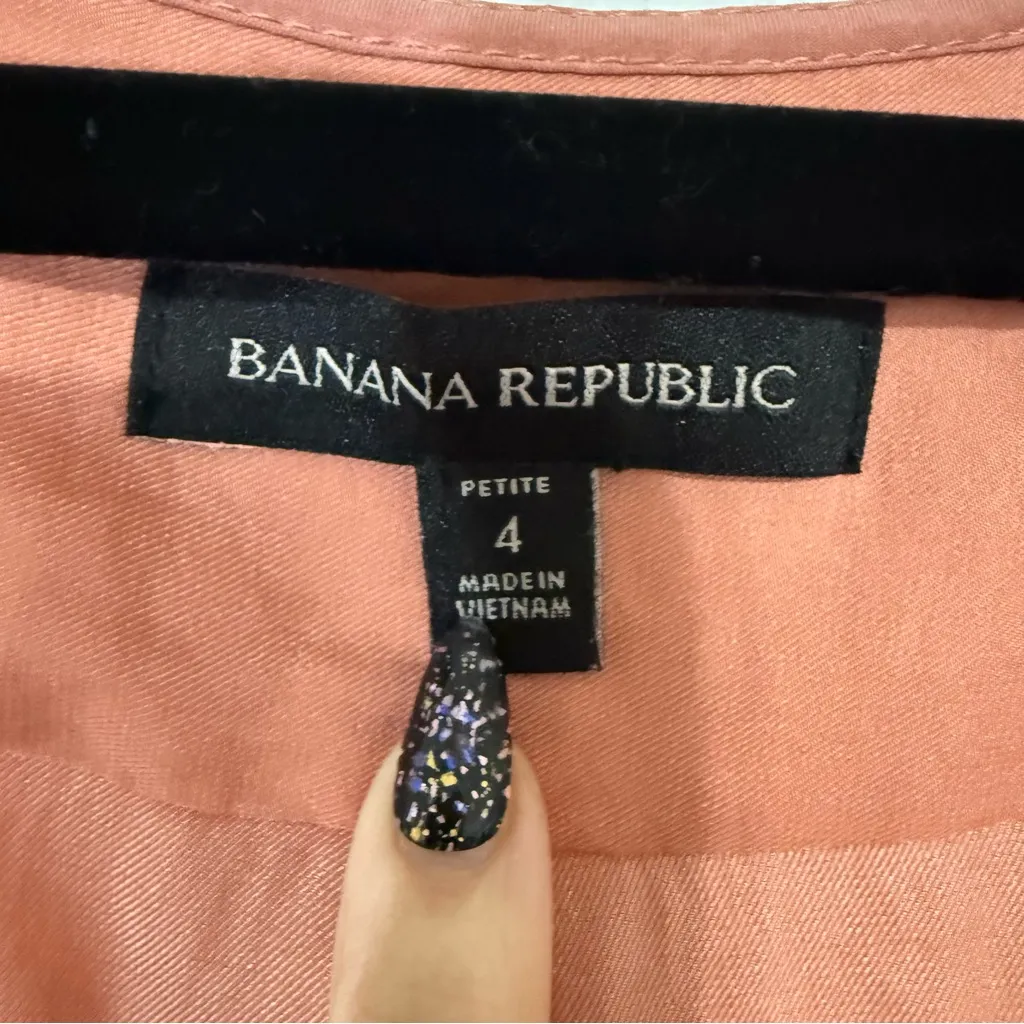 BANANA REPUBLIC
PETITE
4
MADE IN
VIETNAM